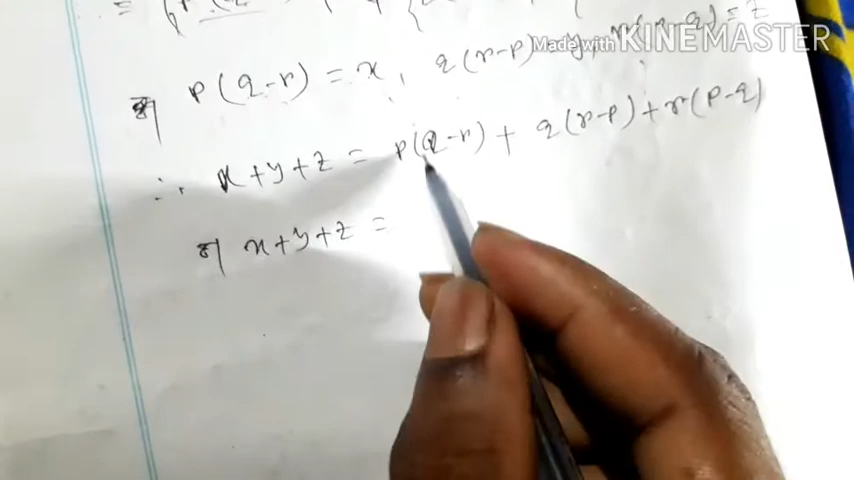 বা p(q-r) = x, q(r-p) = y, r(p-q) = z
Made with KINEMASTER
∴ x+y+z = p(q-r) + q(r-p) + r(p-q)
বা x+y+z =